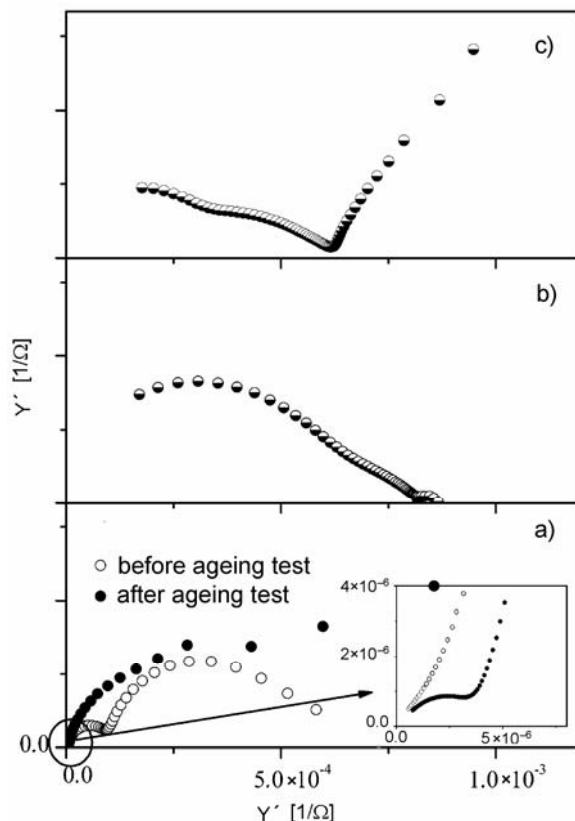 c)
b)
Y´ [1/Ω]
a)
before ageing test
after ageing test
4×10⁻⁶
2×10⁻⁶
0.0
0.0
5×10⁻⁶
0.0
0.0
5.0×10⁻⁴
1.0×10⁻³
Y´ [1/Ω]